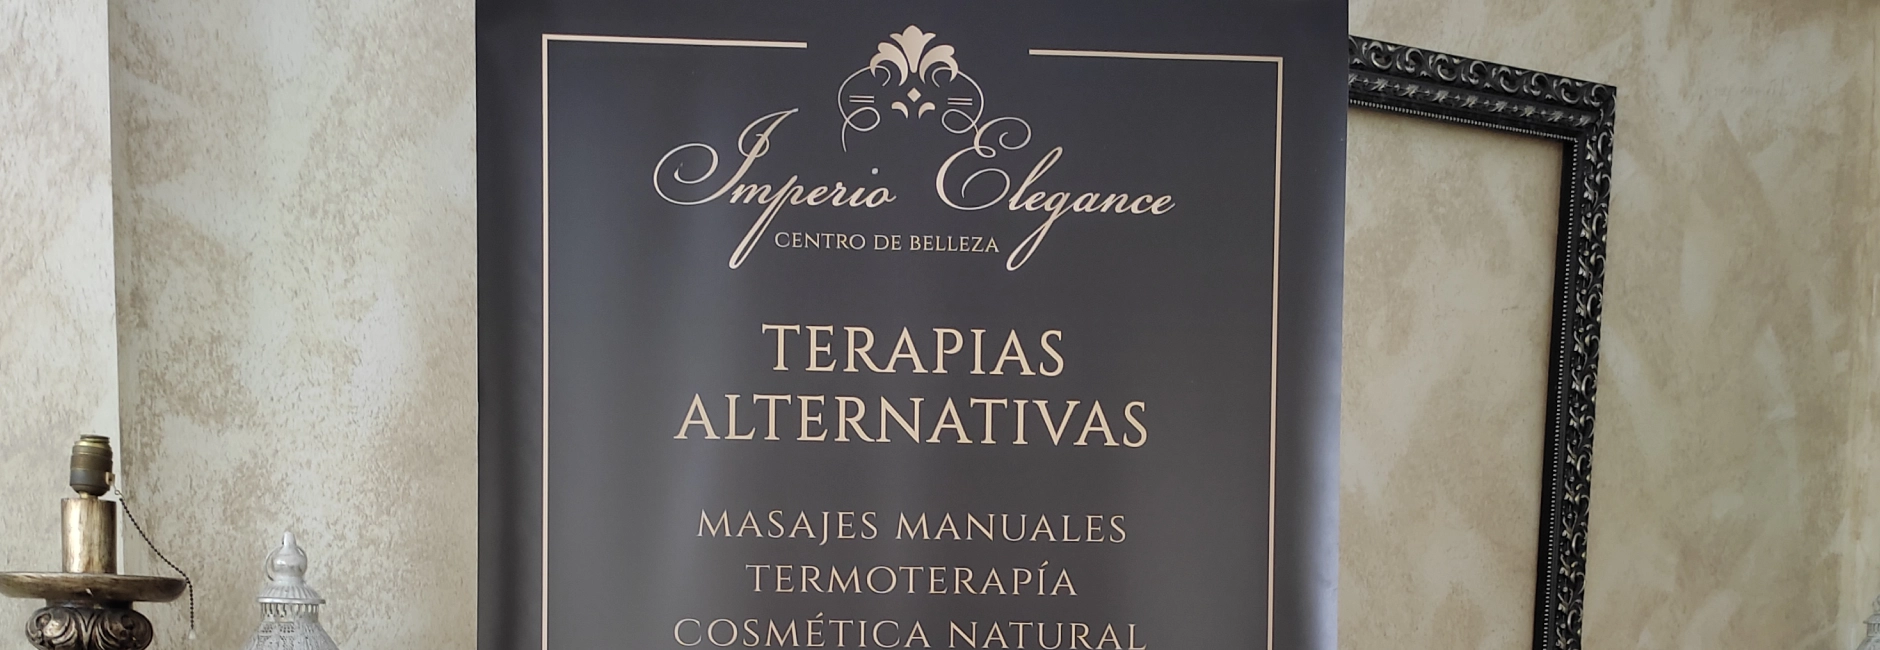 Imperio Elegance
CENTRO DE BELLEZA
TERAPIAS
ALTERNATIVAS
MASAJES MANUALES
TERMOTERAPÍA
COSMÉTICA NATURAL